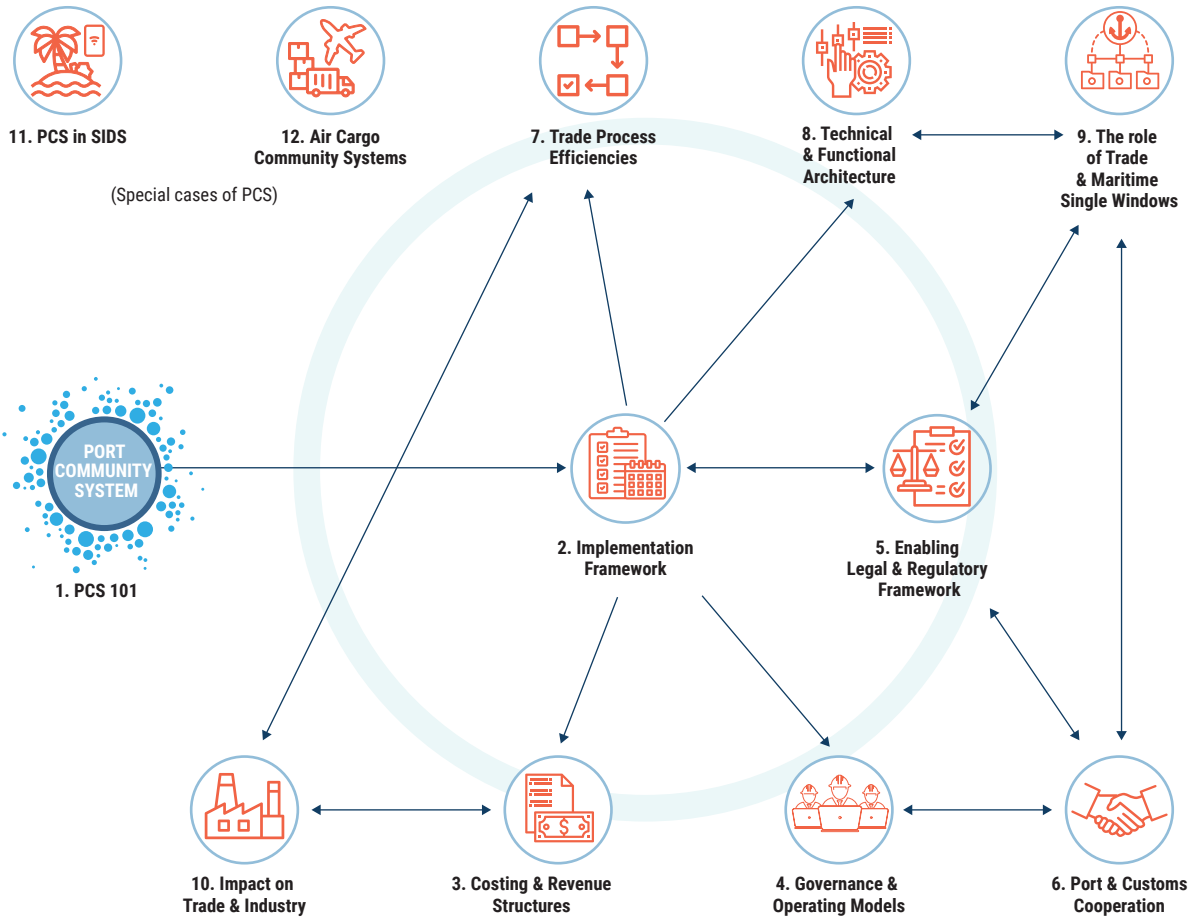 11. PCS in SIDS
12. Air Cargo
Community Systems
(Special cases of PCS)
7. Trade Process
Efficiencies
8. Technical
& Functional
Architecture
9. The role
of Trade
& Maritime
Single Windows
PORT
COMMUNITY
SYSTEM
1. PCS 101
2. Implementation
Framework
5. Enabling
Legal & Regulatory
Framework
$
10. Impact on
Trade & Industry
3. Costing & Revenue
Structures
4. Governance &
Operating Models
6. Port & Customs
Cooperation